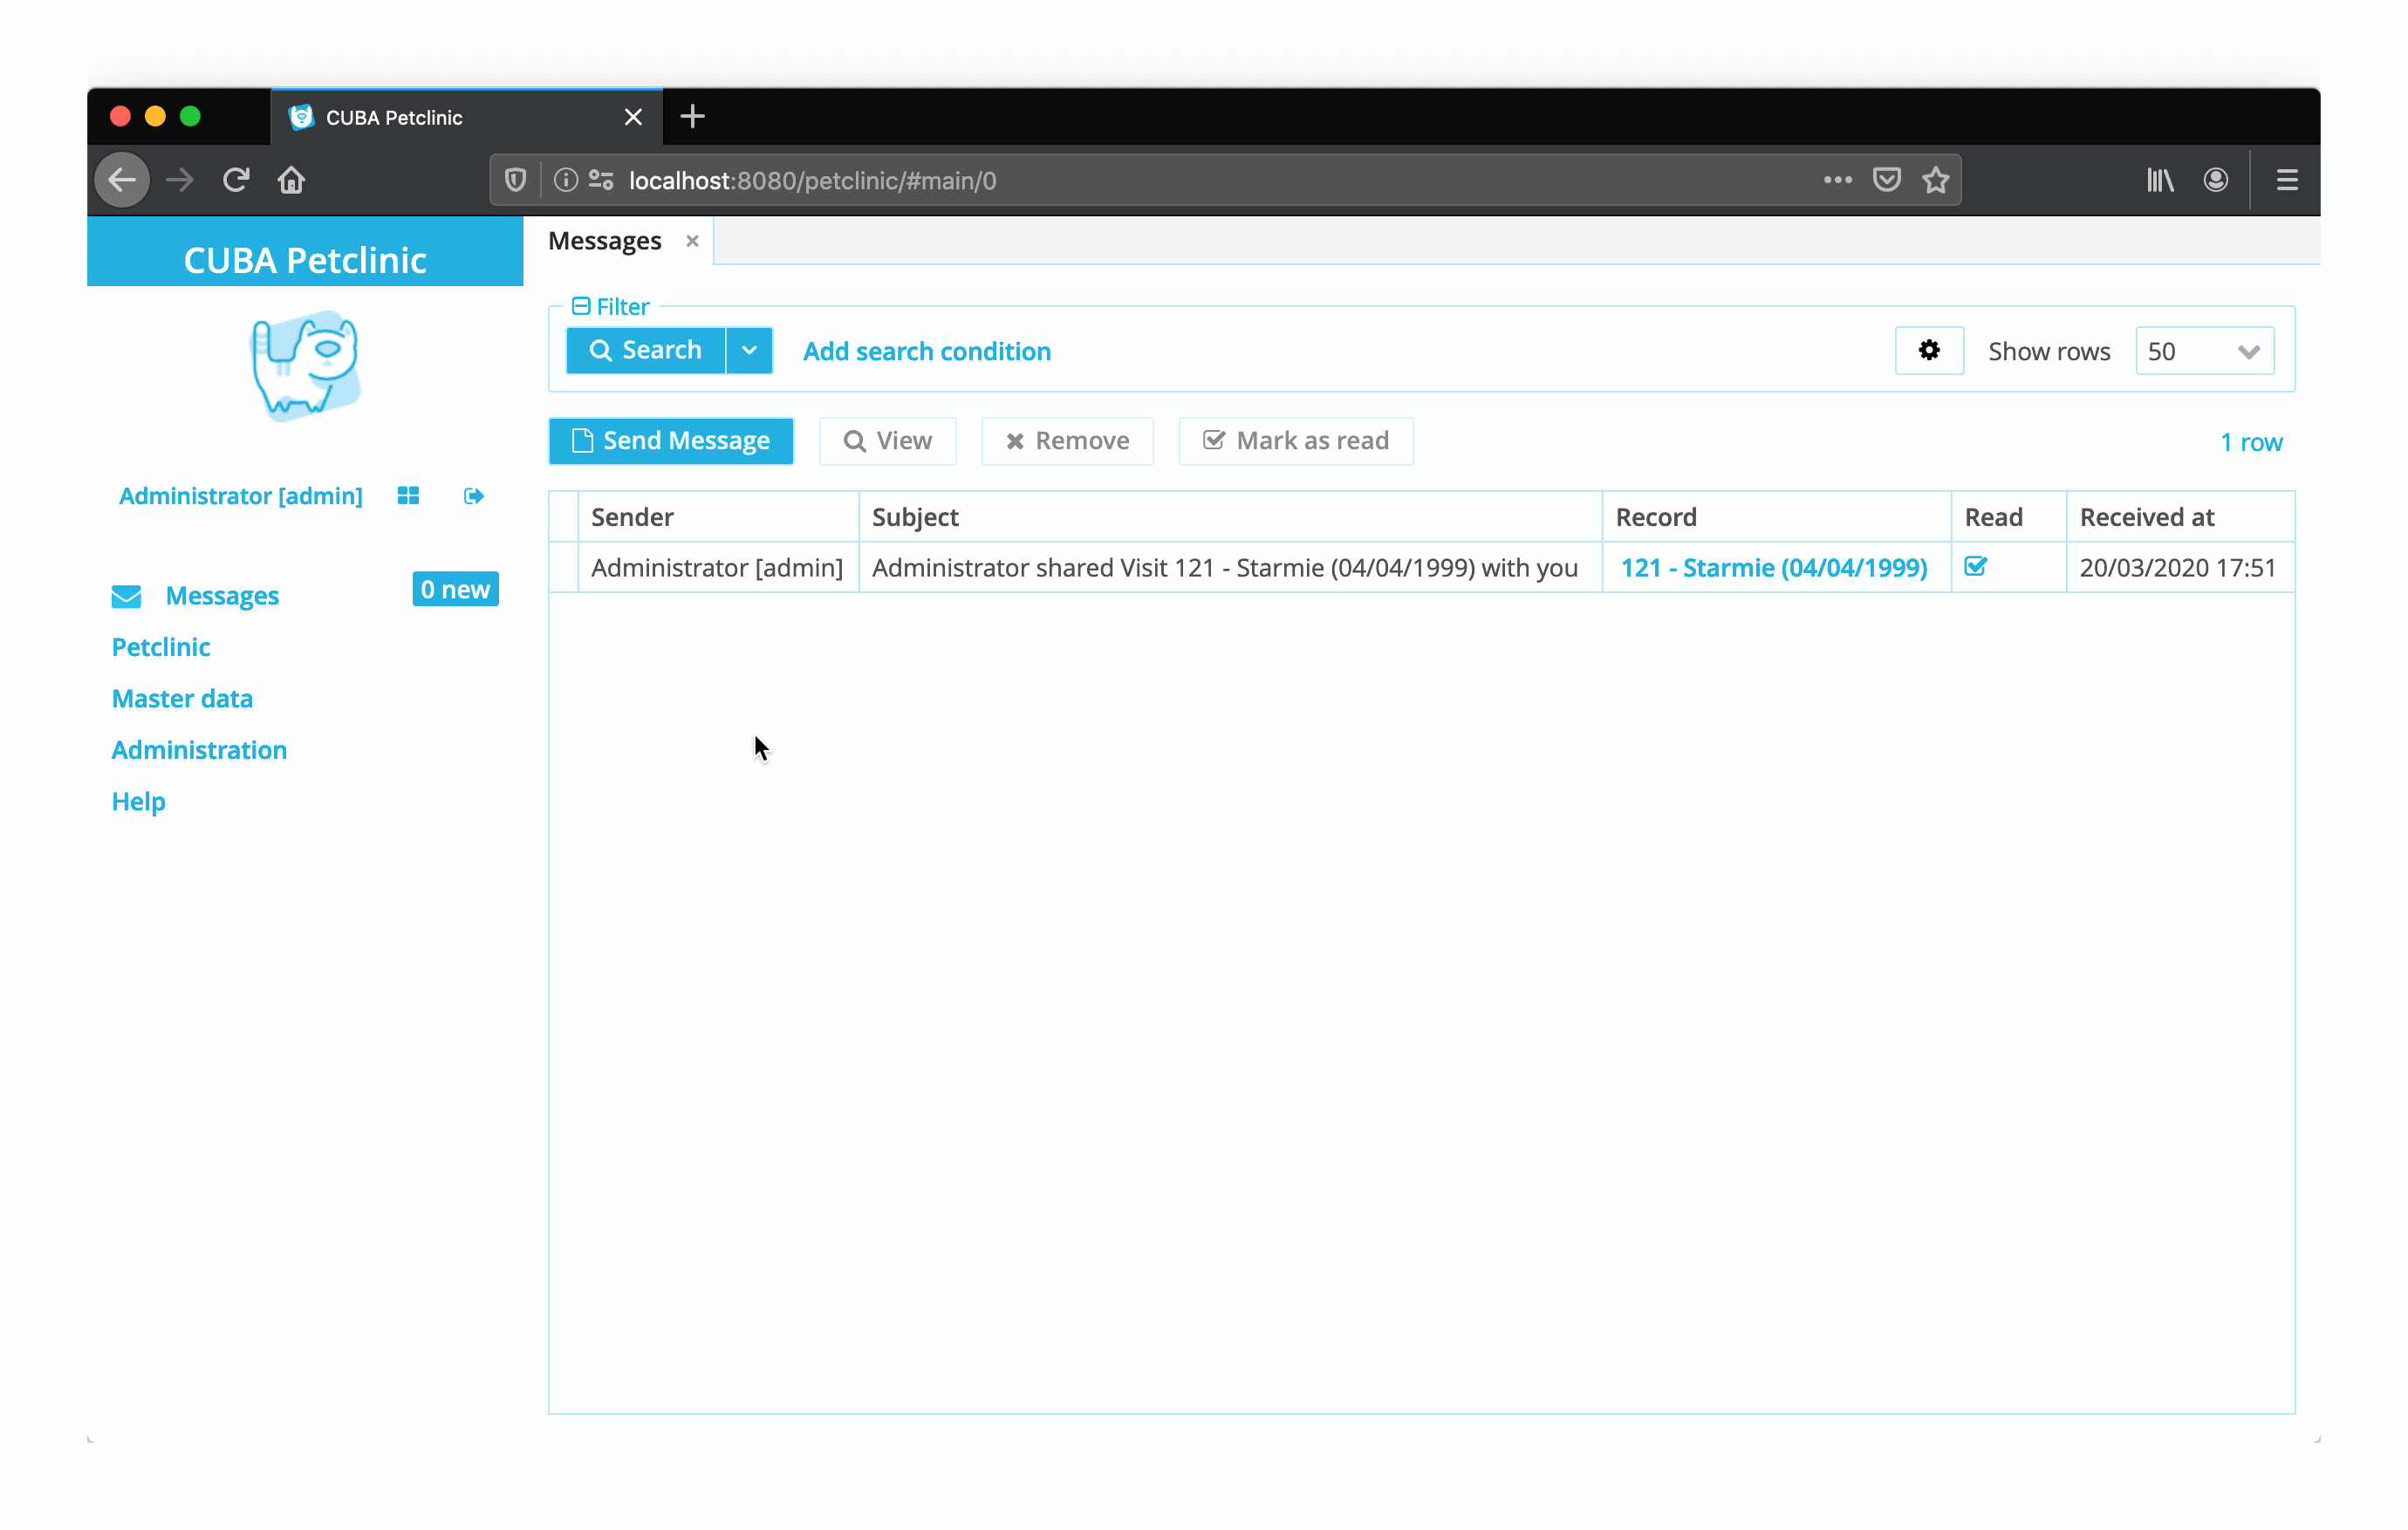 CUBA Petclinic
localhost:8080/petclinic/#main/0
CUBA Petclinic
Administrator [admin]
Messages 0 new
Petclinic
Master data
Administration
Help
Messages
Filter
Search Add search condition Show rows 50
Send Message View Remove Mark as read 1 row
Sender Subject Record Read Received at
Administrator [admin] Administrator shared Visit 121 - Starmie (04/04/1999) with you 121 - Starmie (04/04/1999) 20/03/2020 17:51